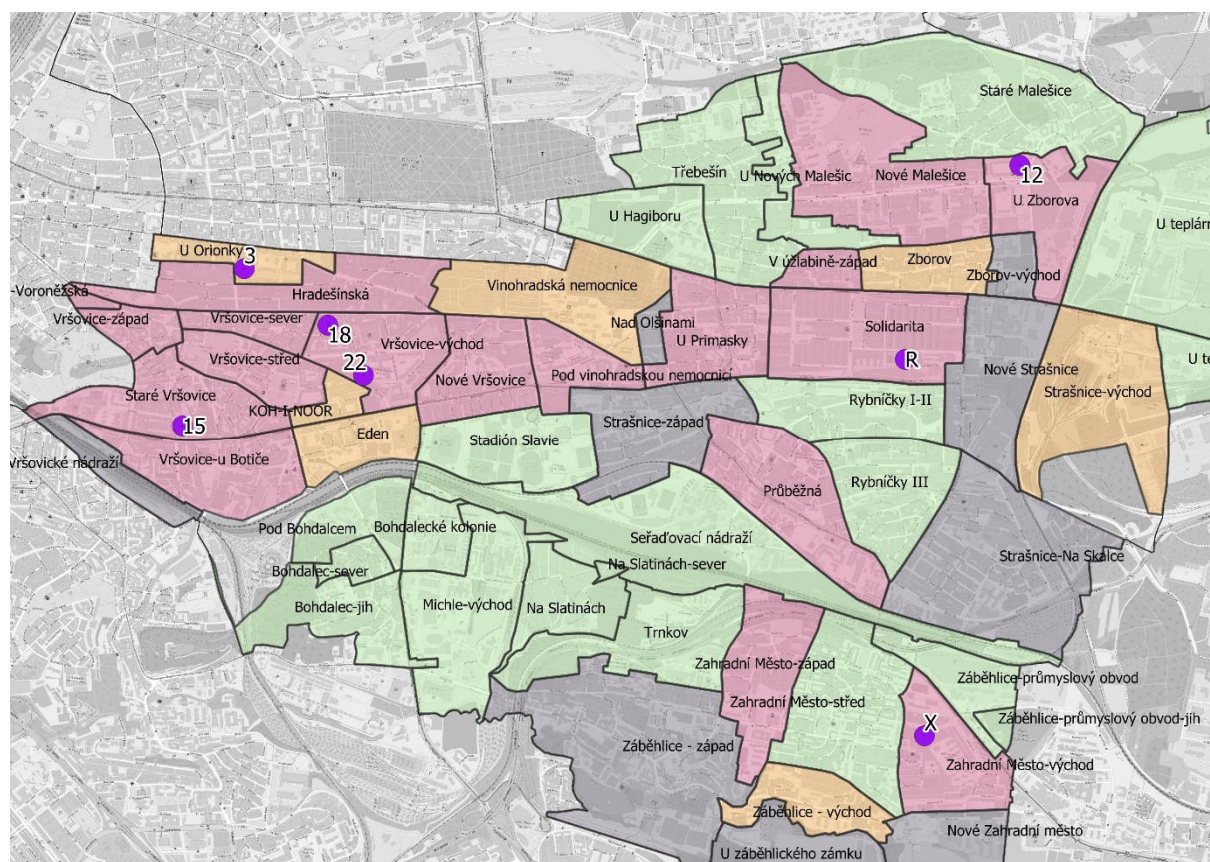 Staré Malešice
Třebešín
U Nových Malešic
Nové Malešice
12
U Zborova
U Hagiboru
U teplárn
U Orionky
3
V úžlabině-západ
Zborov
Zborov-východ
Vinohradská nemocnice
-Voroněžská
Hradešínská
Vršovice-západ
Vršovice-sever
18
Vršovice-východ
Nad Olšinami
U Primasky
Solidarita
R
U te
Vršovice-střed
22
Nové Vršovice
Pod vinohradskou nemocnicí
Nové Strašnice
Strašnice-východ
Staré Vršovice
KOH-I-NOOR
Rybníčky I-II
15
Eden
Stadión Slavie
Strašnice-západ
Vršovické nádraží
Vršovice-u Botiče
Průběžná
Rybníčky III
Pod Bohdalcem
Bohdalecké kolonie
Seřaďovací nádraží
Strašnice-Na Skalce
Bohdalec-sever
Na Slatinách-sever
Bohdalec-jih
Michle-východ
Na Slatinách
Trnkov
Zahradní Město-západ
Záběhlice-průmyslový obvod
Zahradní Město-střed
X
Záběhlice-průmyslový obvod-jih
Záběhlice - západ
Zahradní Město-východ
Záběhlice - východ
Nové Zahradní město
U záběhlického zámku